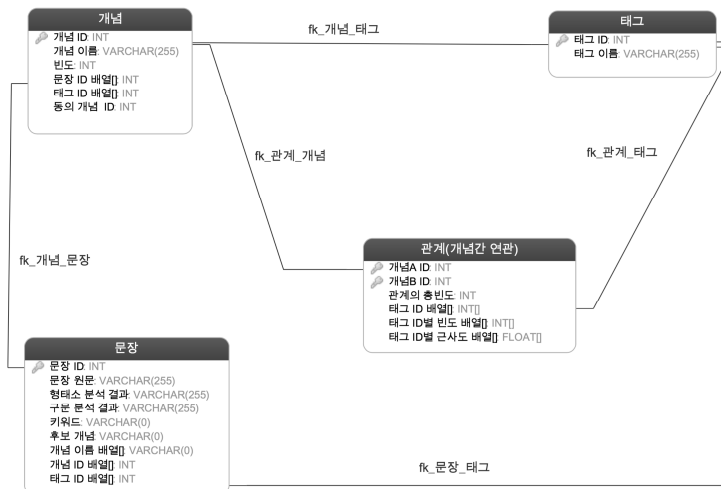 개념
개념 ID: INT
개념 이름: VARCHAR(255)
빈도: INT
문장 ID 배열[]: INT
태그 ID 배열[]: INT
동의 개념 ID: INT
fk_개념_태그
태그
태그 ID: INT
태그 이름: VARCHAR(255)
fk_관계_개념
fk_관계_태그
fk_개념_문장
관계(개념간 연관)
개념A ID: INT
개념B ID: INT
관계의 총빈도: INT
태그 ID 배열[]: INT[]
태그 ID별 빈도 배열[]: INT[]
태그 ID별 근사도 배열[]: FLOAT[]
문장
문장 ID: INT
문장 원문: VARCHAR(255)
형태소 분석 결과: VARCHAR(255)
구문 분석 결과: VARCHAR(255)
키워드: VARCHAR(0)
후보 개념: VARCHAR(0)
개념 이름 배열[]: VARCHAR(0)
개념 ID 배열[]: INT
태그 ID 배열[]: INT
fk_문장_태그